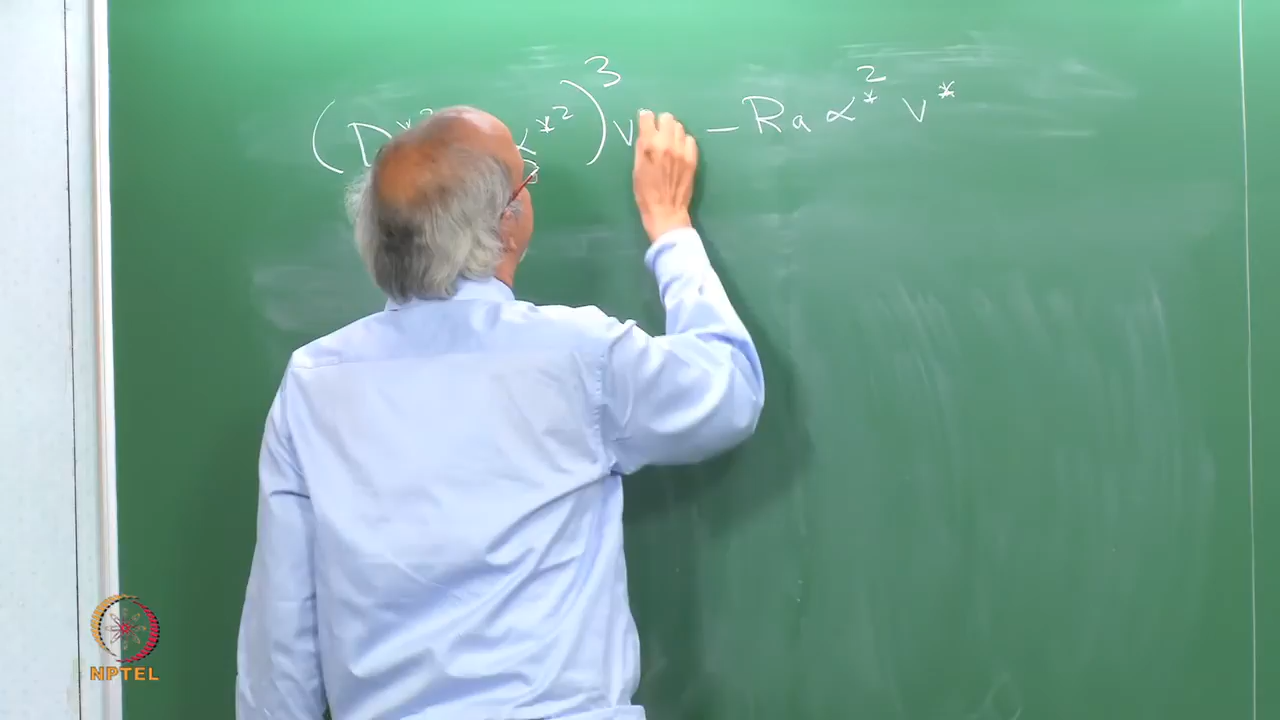 (D*² α*²)³ v – Ra α*² v*
NPTEL